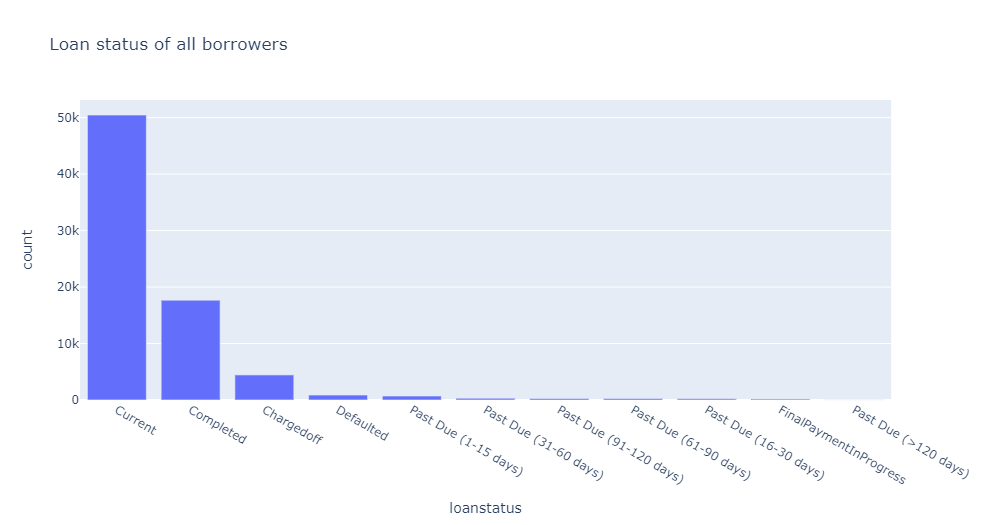 Loan status of all borrowers
count
50k
40k
30k
20k
10k
0
Current
Completed
Chargedoff
Defaulted
Past Due (1-15 days)
Past Due (31-60 days)
Past Due (91-120 days)
Past Due (61-90 days)
Past Due (16-30 days)
FinalPaymentInProgress
Past Due (>120 days)
loanstatus